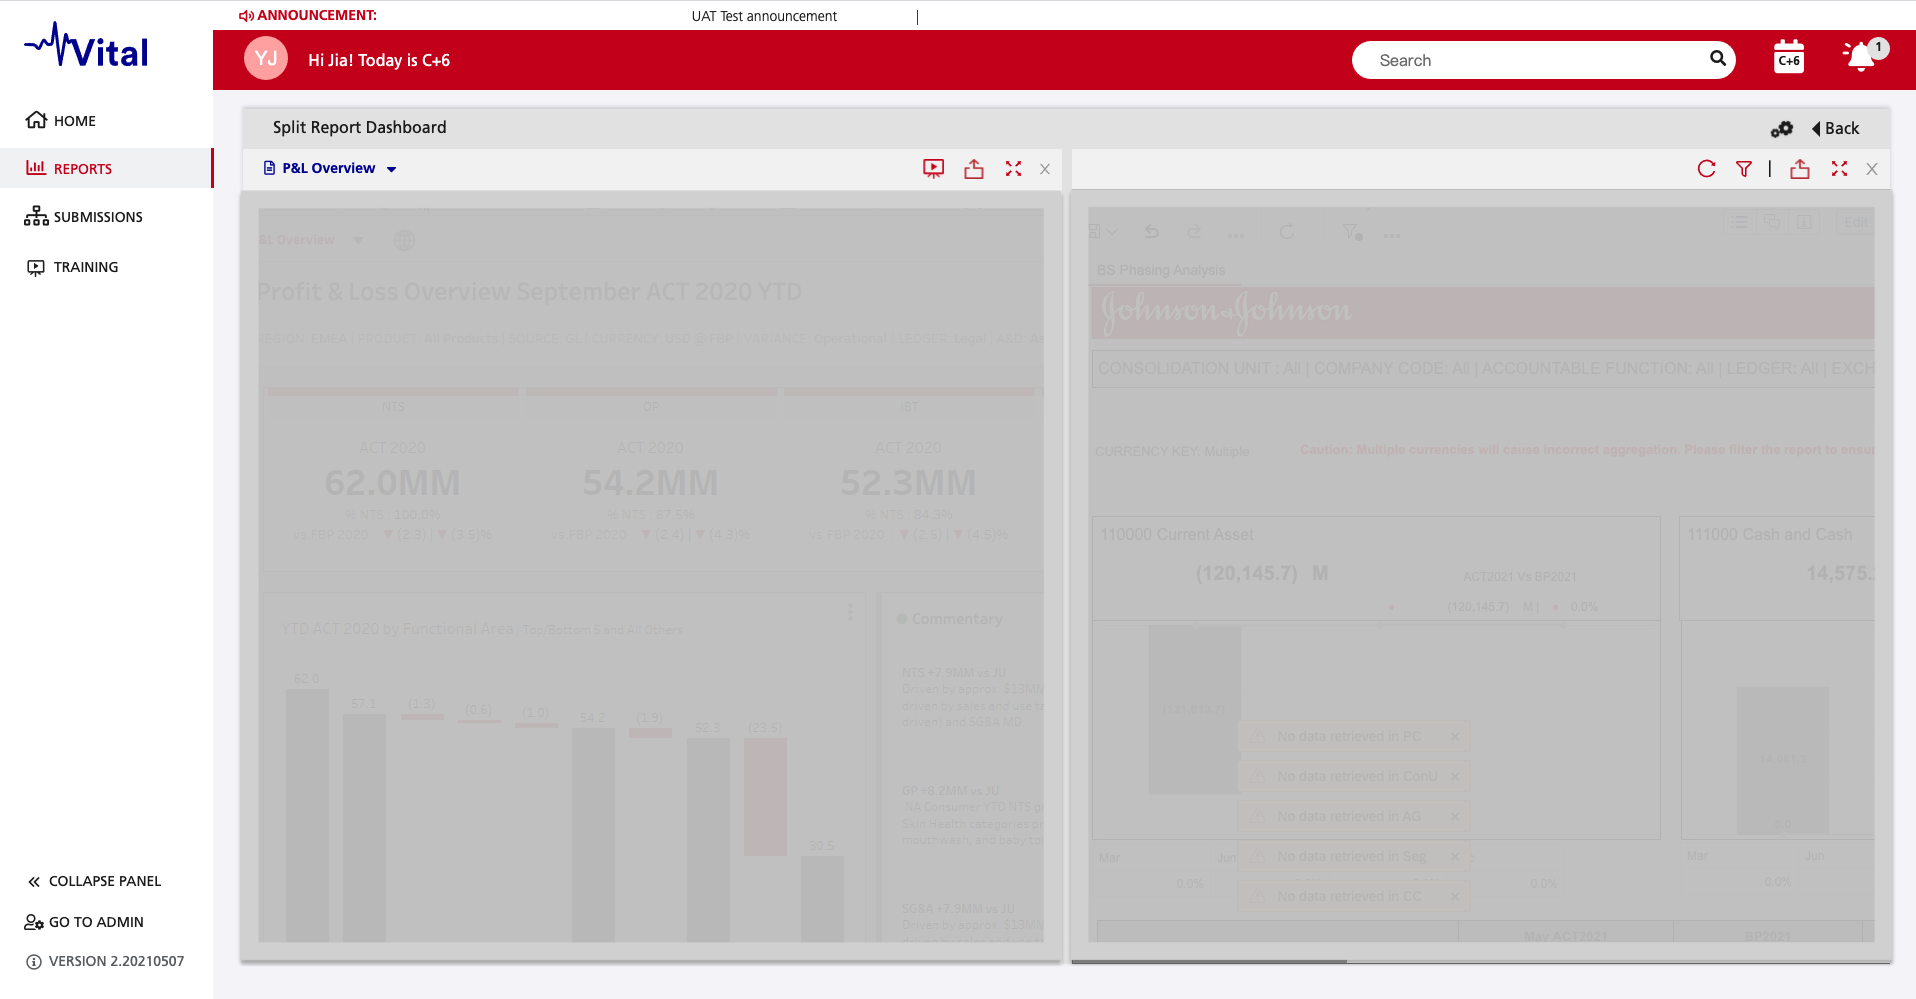 ANNOUNCEMENT:
UAT Test announcement
Vital
YJ
Hi Jia! Today is C+6
Search
C+6
1
HOME
REPORTS
SUBMISSIONS
TRAINING
COLLAPSE PANEL
GO TO ADMIN
VERSION 2.20210507
Split Report Dashboard
Back
P&L Overview
X
&L Overview
Profit & Loss Overview September ACT 2020 YTD
REGION: EMEA | PRODUCT: All Products | SOURCE: | CURRENCY: USD @ FBP | VARIANCE: Operational | LEDGER: Legal |
NTS
ACT 2020
62.0MM
% NTS : 100.0%
vs FBP 2020 ▼ (2.3) | ▼ (3.6)%
GP
ACT 2020
54.2MM
% NTS : 87.5%
vs FBP 2020 ▼ (2.4) | ▼ (4.3)%
IBT
ACT 2020
52.3MM
% NTS : 84.3%
vs FBP 2020 ▼ (2.5) | ▼ (4.5)%
YTD ACT 2020 by Functional Area | Top/Bottom 5 and All Others
62.0
57.1
(1.3)
(0.6)
(1.0)
54.2
(1.9)
52.3
(23.5)
30.5
Commentary
NTS +7.9MM vs JU
Driven by approx. $13MM
driven by sales and use
driven) and SG&A MD.
GP +8.2MM vs JU
NA Consumer YTD NTS
Skin Health categories
mouthwash, and baby
SG&A +7.9MM vs JU
Driven by approx. $13MM
X
Edit
BS Phasing Analysis
Johnson & Johnson
CONSOLIDATION UNIT : All | COMPANY CODE: All | ACCOUNTABLE FUNCTION: All | LEDGER: All | EXCH
CURRENCY KEY: Multiple
Caution: Multiple currencies will cause incorrect aggregation. Please filter the report to ensu
110000 Current Asset
(120,145.7) M
ACT2021 Vs BP2021
(120,145.7) M | 0.0%
111000 Cash and Cash
14,575.
No data retrieved in PC
No data retrieved in ConU
No data retrieved in AG
No data retrieved in Seg
No data retrieved in CC
Mar
Jun
0.0%
0.0%
Mar
Jun
0.0%
May ACT2021
BP2021